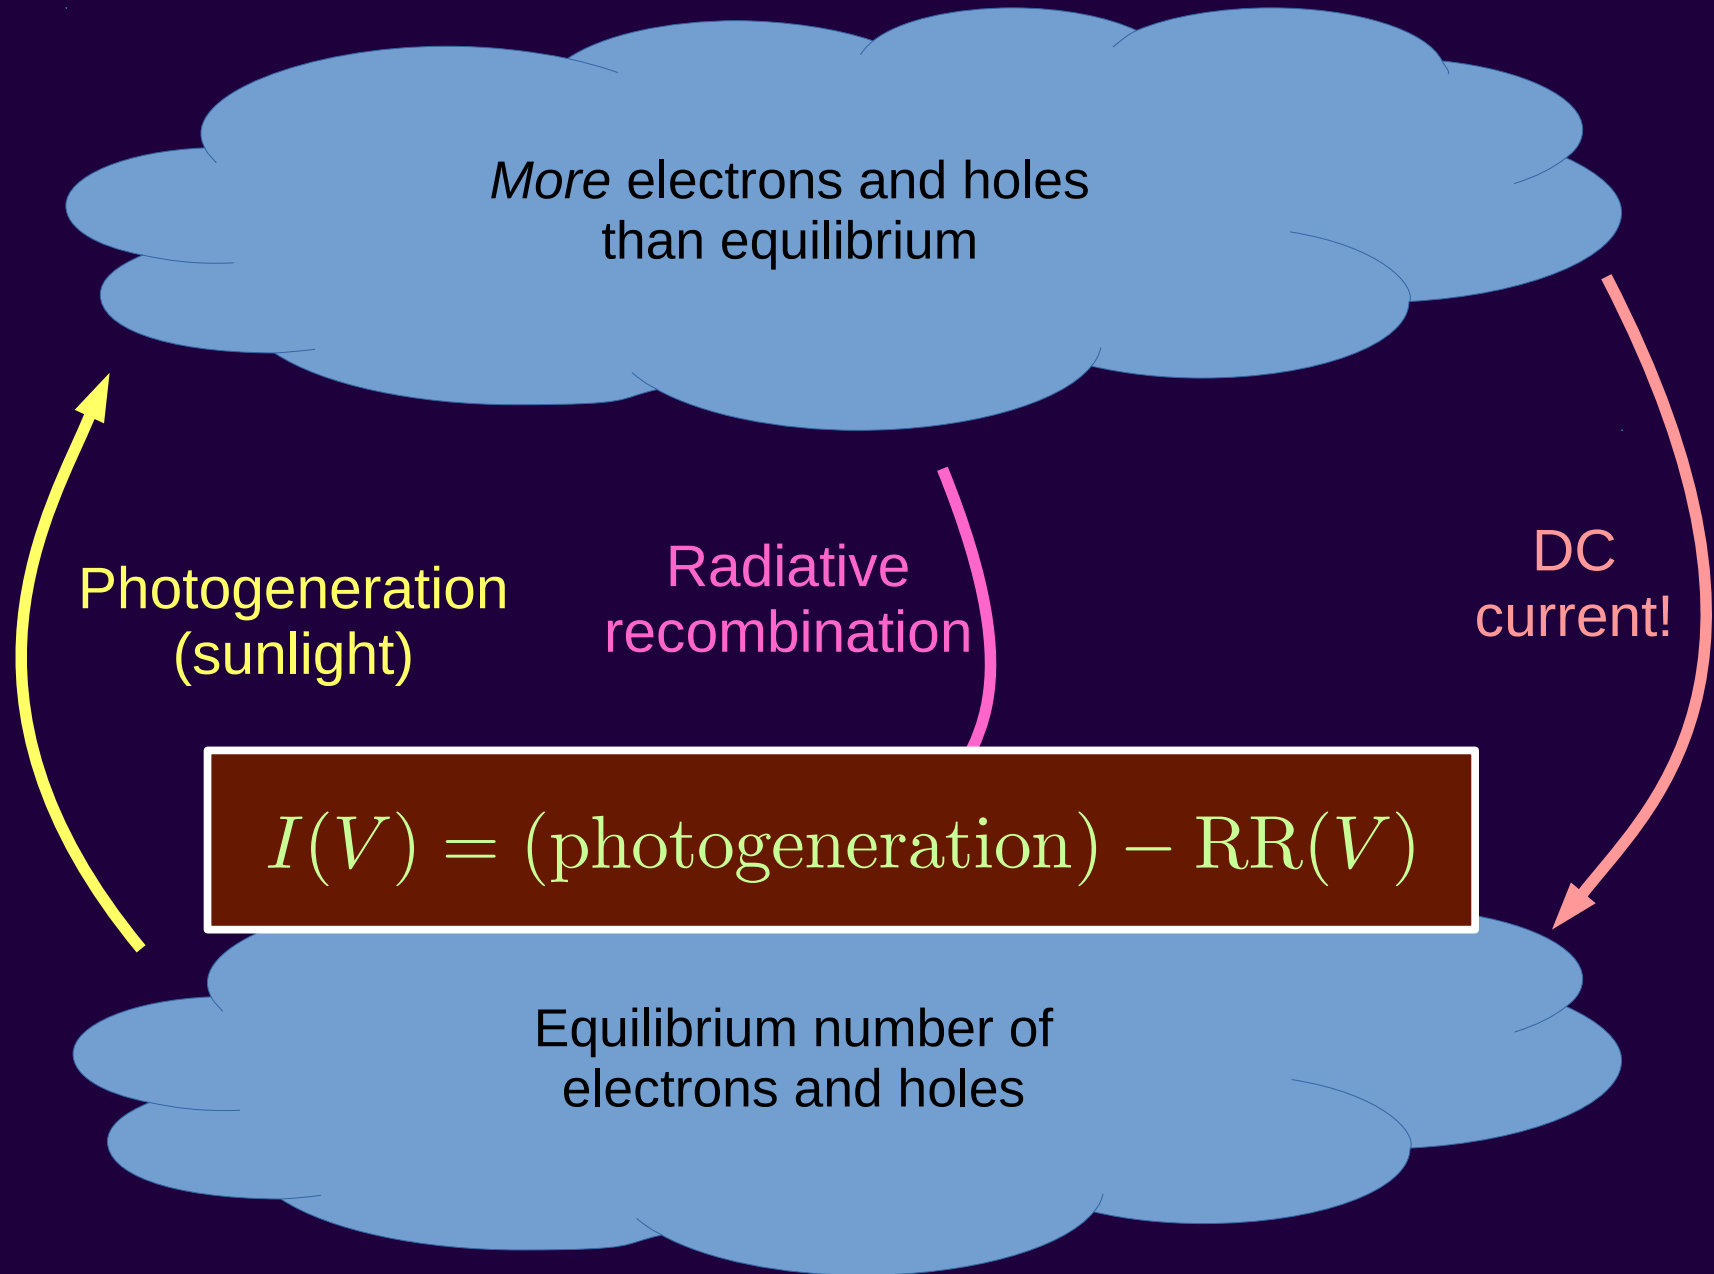 More electrons and holes
than equilibrium
Photogeneration
(sunlight)
Radiative
recombination
DC
current!
I(V) = (photogeneration) − RR(V)
Equilibrium number of
electrons and holes